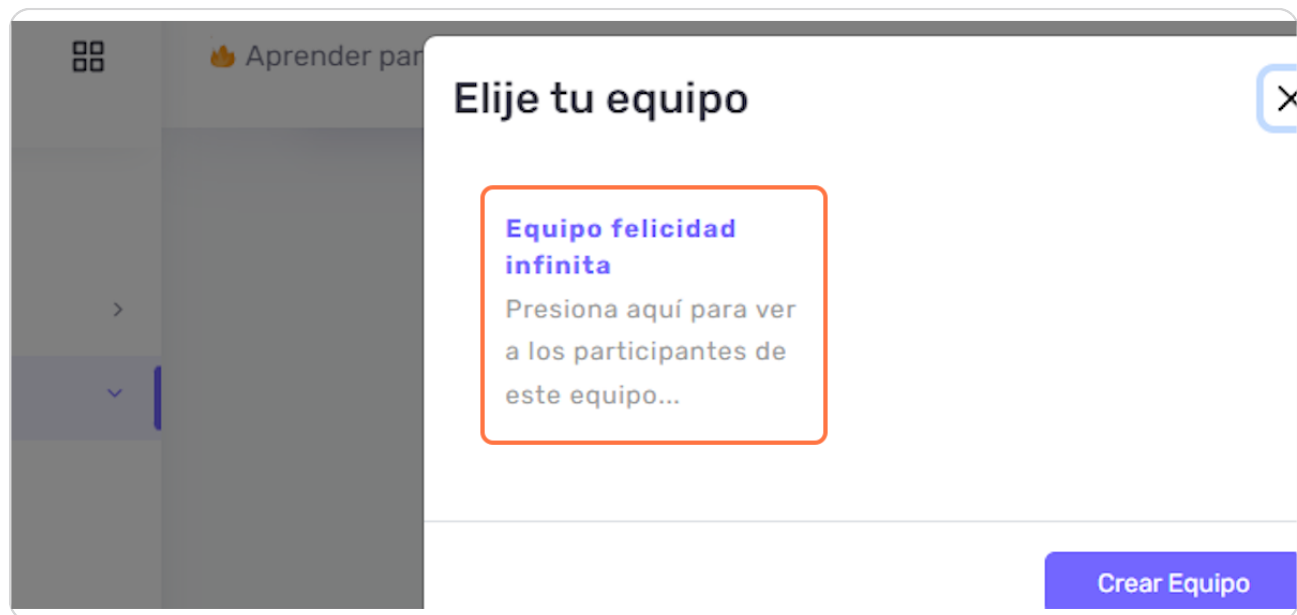 Aprender par
Elije tu equipo
Equipo felicidad
infinita
Presiona aquí para ver
a los participantes de
este equipo...
Crear Equipo